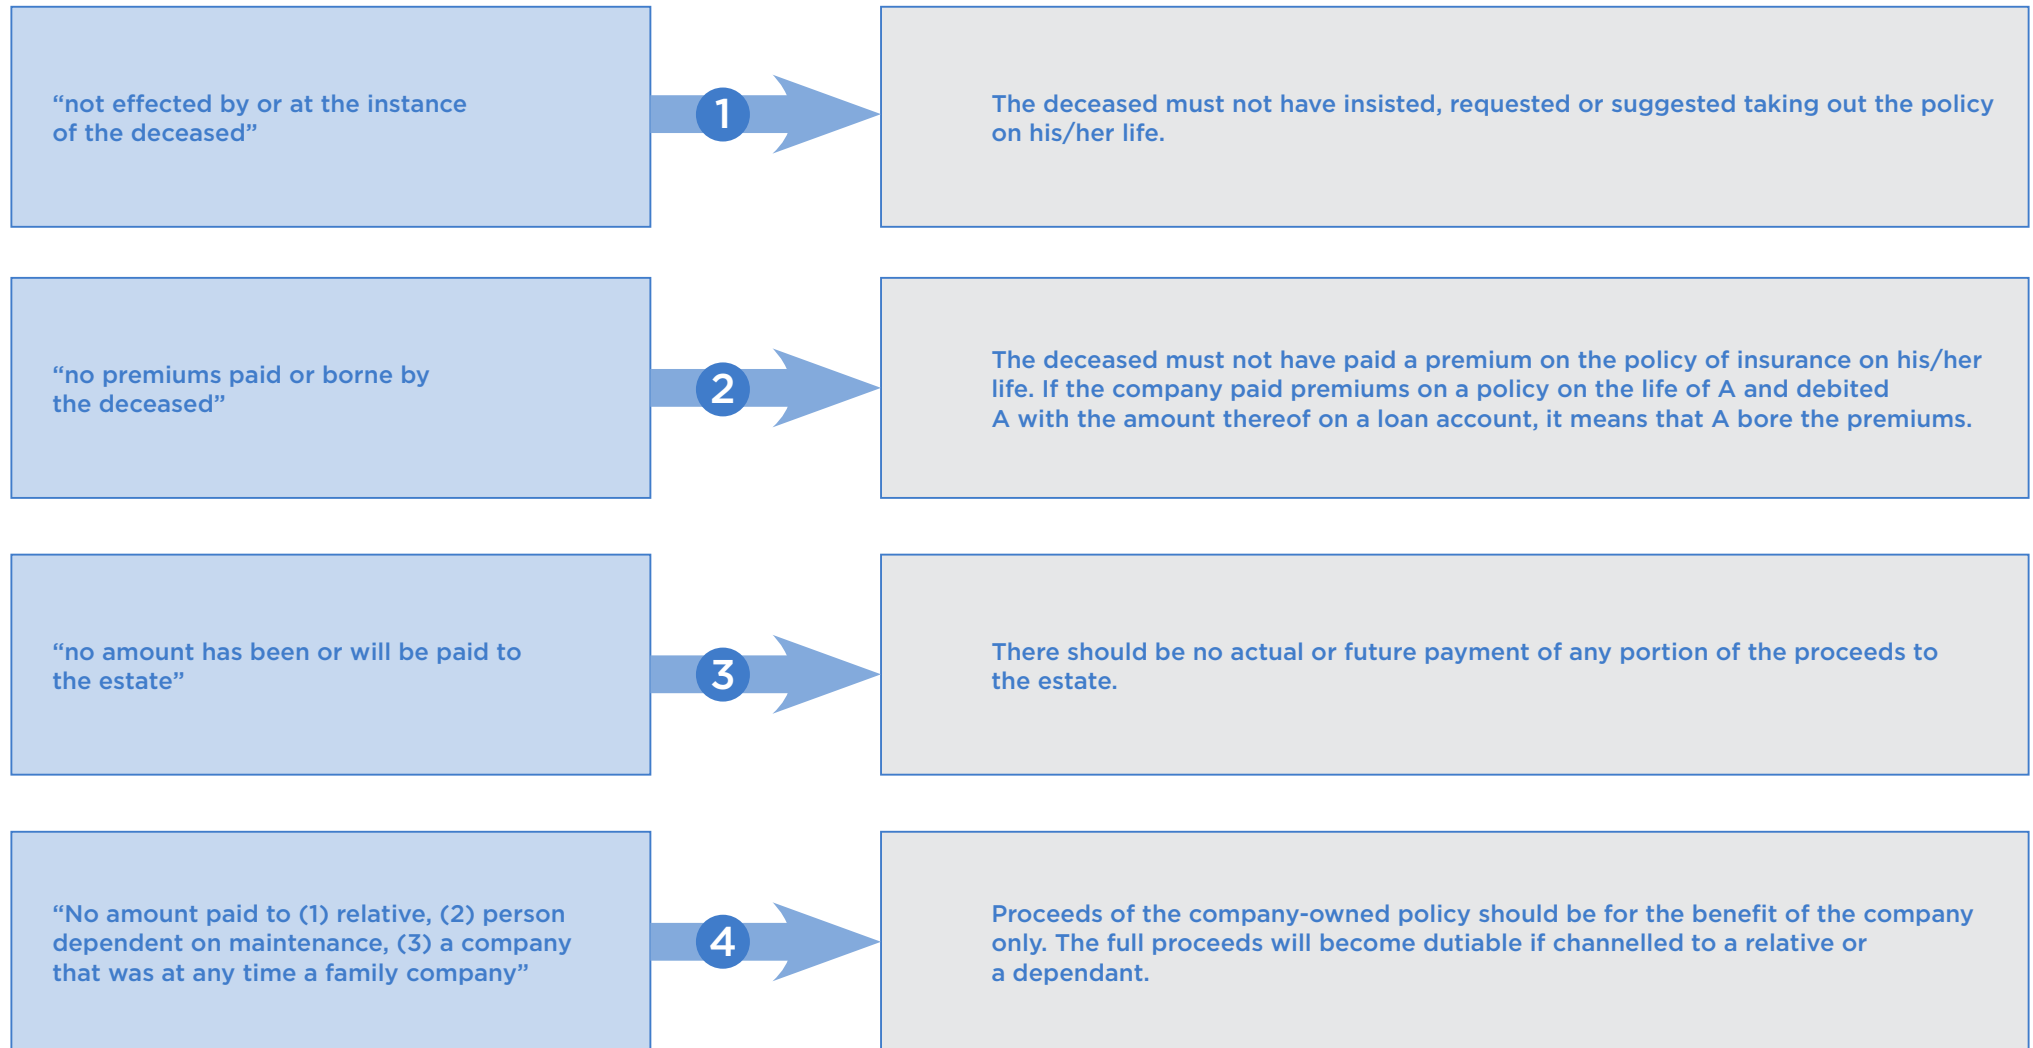 “not effected by or at the instance
of the deceased”
1
The deceased must not have insisted, requested or suggested taking out the policy
on his/her life.
“no premiums paid or borne by
the deceased”
2
The deceased must not have paid a premium on the policy of insurance on his/her
life. If the company paid premiums on a policy on the life of A and debited
A with the amount thereof on a loan account, it means that A bore the premiums.
“no amount has been or will be paid to
the estate”
3
There should be no actual or future payment of any portion of the proceeds to
the estate.
“No amount paid to (1) relative, (2) person
dependent on maintenance, (3) a company
that was at any time a family company”
4
Proceeds of the company-owned policy should be for the benefit of the company
only. The full proceeds will become dutiable if channelled to a relative or
a dependant.